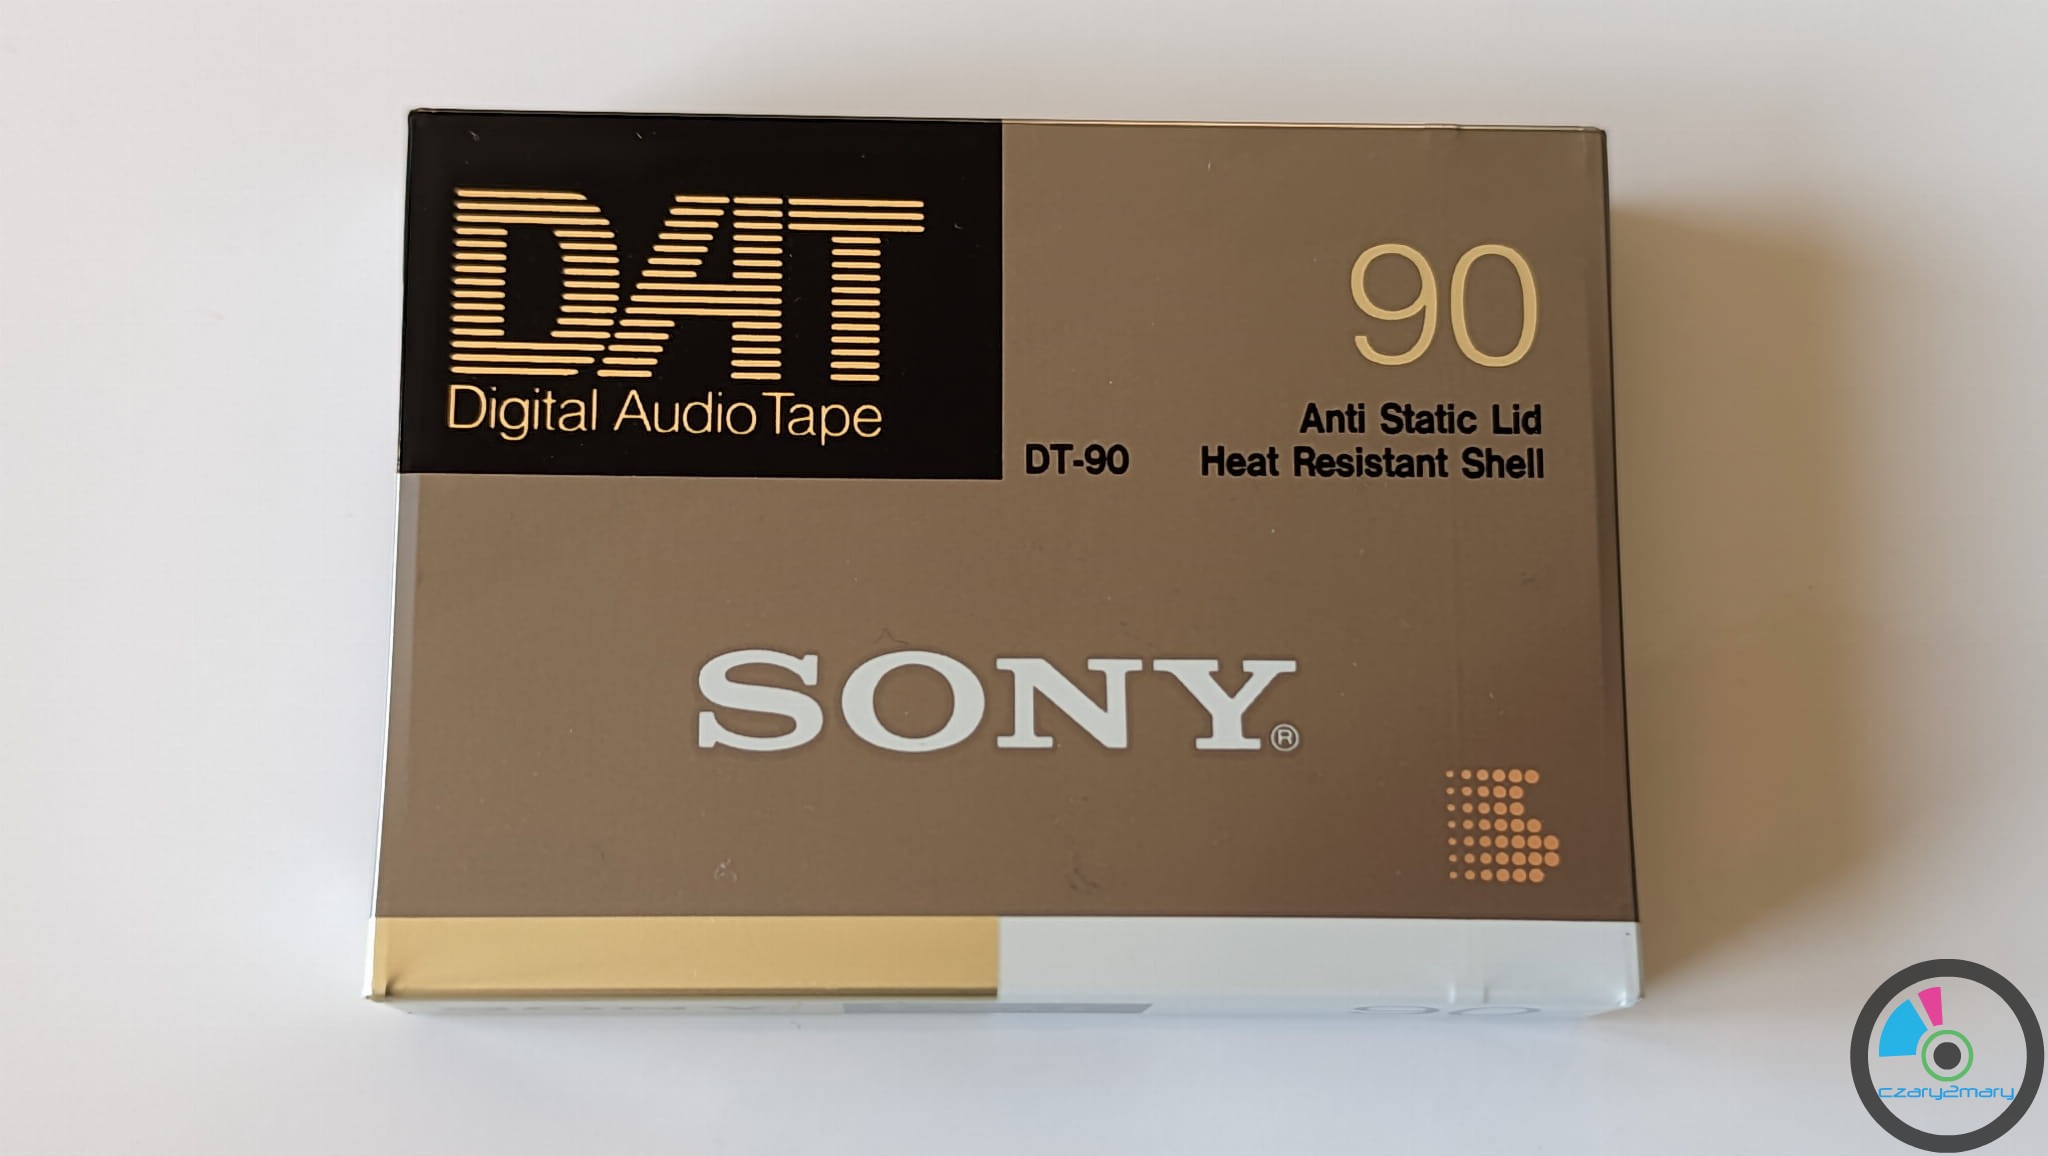 DAT
Digital Audio Tape
90
Anti Static Lid
DT-90
Heat Resistant Shell
SONY®
czary2mary